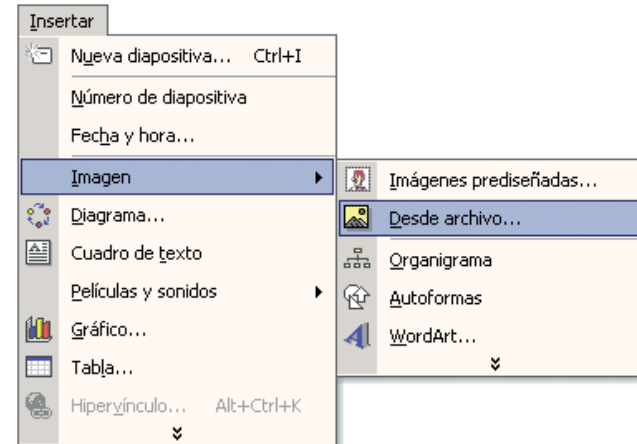 Insertar
Nueva diapositiva... Ctrl+I
Número de diapositiva
Fecha y hora...
Imagen
Diagrama...
Cuadro de texto
Películas y sonidos
Gráfico...
Tabla...
Hipervínculo... Alt+Ctrl+K
Imágenes prediseñadas...
Desde archivo...
Organigrama
Autoformas
WordArt...